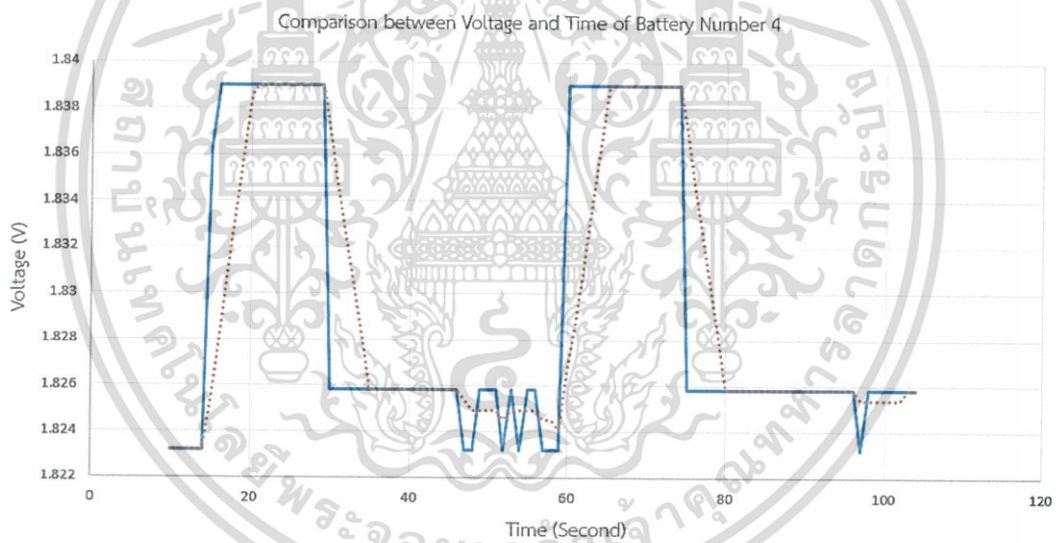 Comparison between Voltage and Time of Battery Number 4
1.84
1.838
1.836
1.834
1.832
1.83
1.828
1.826
1.824
1.822
Voltage (V)
0 20 40 60 80 100 120
Time (Second)